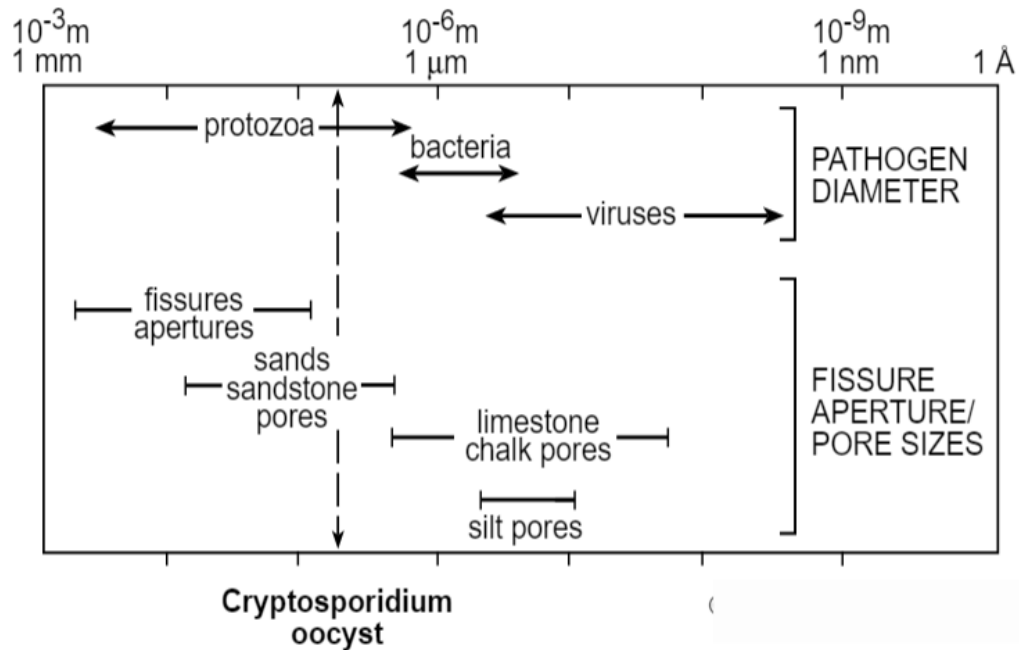 10⁻³m
1 mm
10⁻⁶m
1 μm
10⁻⁹m
1 nm
1 Å
protozoa
bacteria
viruses
PATHOGEN
DIAMETER
fissures
apertures
sands
sandstone
pores
limestone
chalk pores
silt pores
FISSURE
APERTURE/
PORE SIZES
Cryptosporidium
oocyst